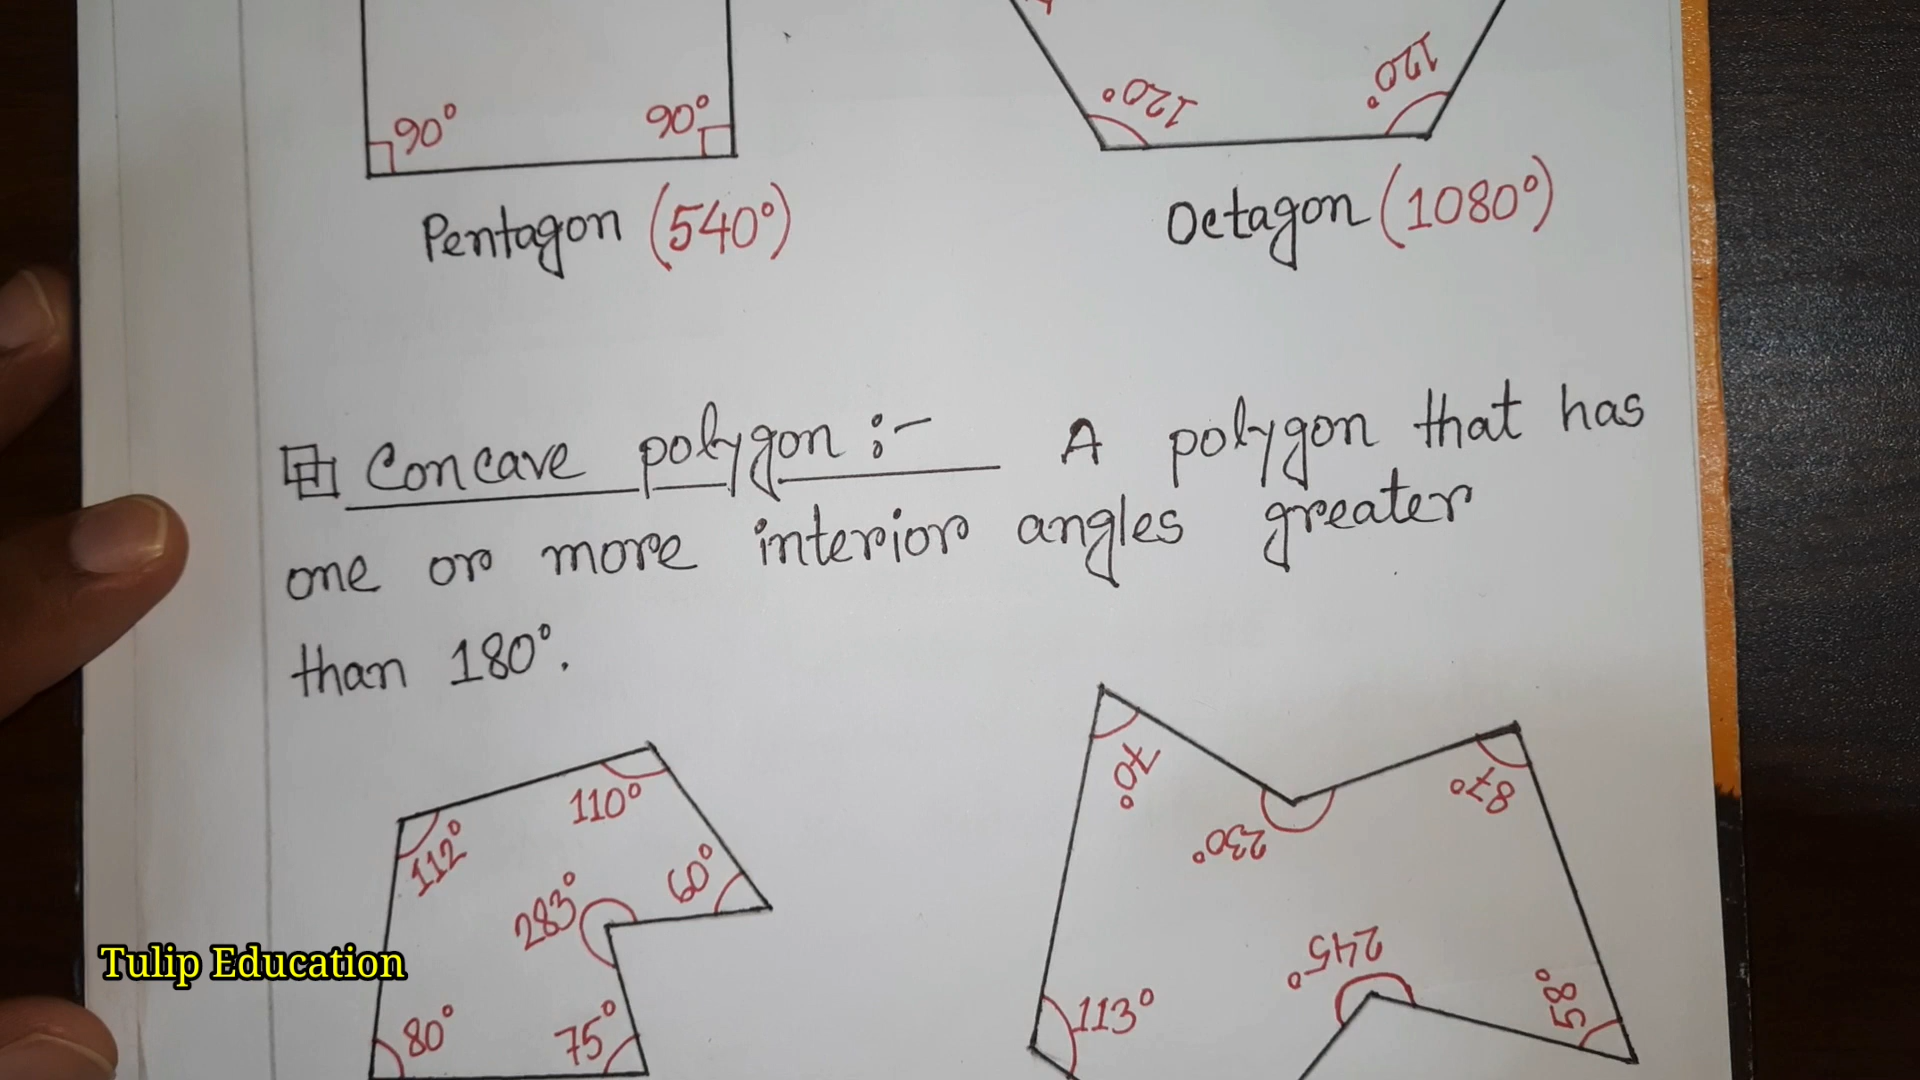 90° 90°
120° 120°
Pentagon (540°)
Octagon (1080°)
Concave polygon :- A polygon that has
one or more interior angles greater
than 180°.
112° 110° 60° 283° 80° 75°
70° 230° 87° 245° 58° 113°
Tulip Education